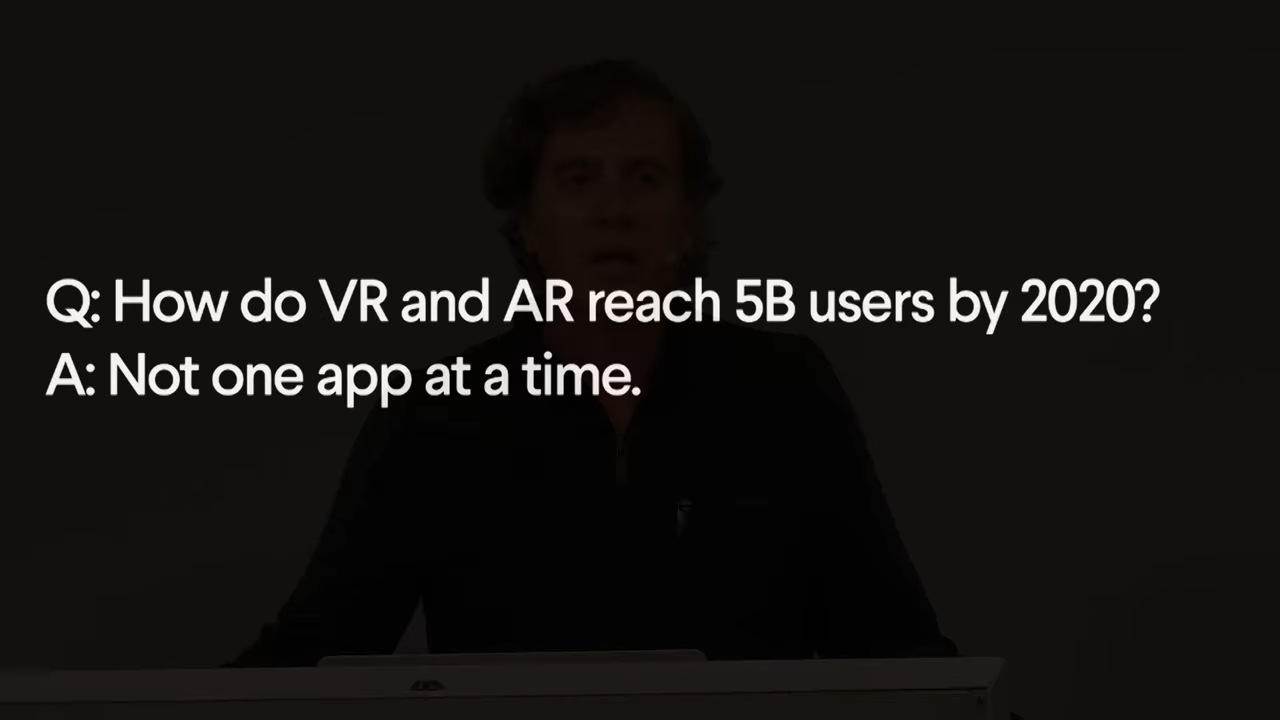 Q: How do VR and AR reach 5B users by 2020?
A: Not one app at a time.